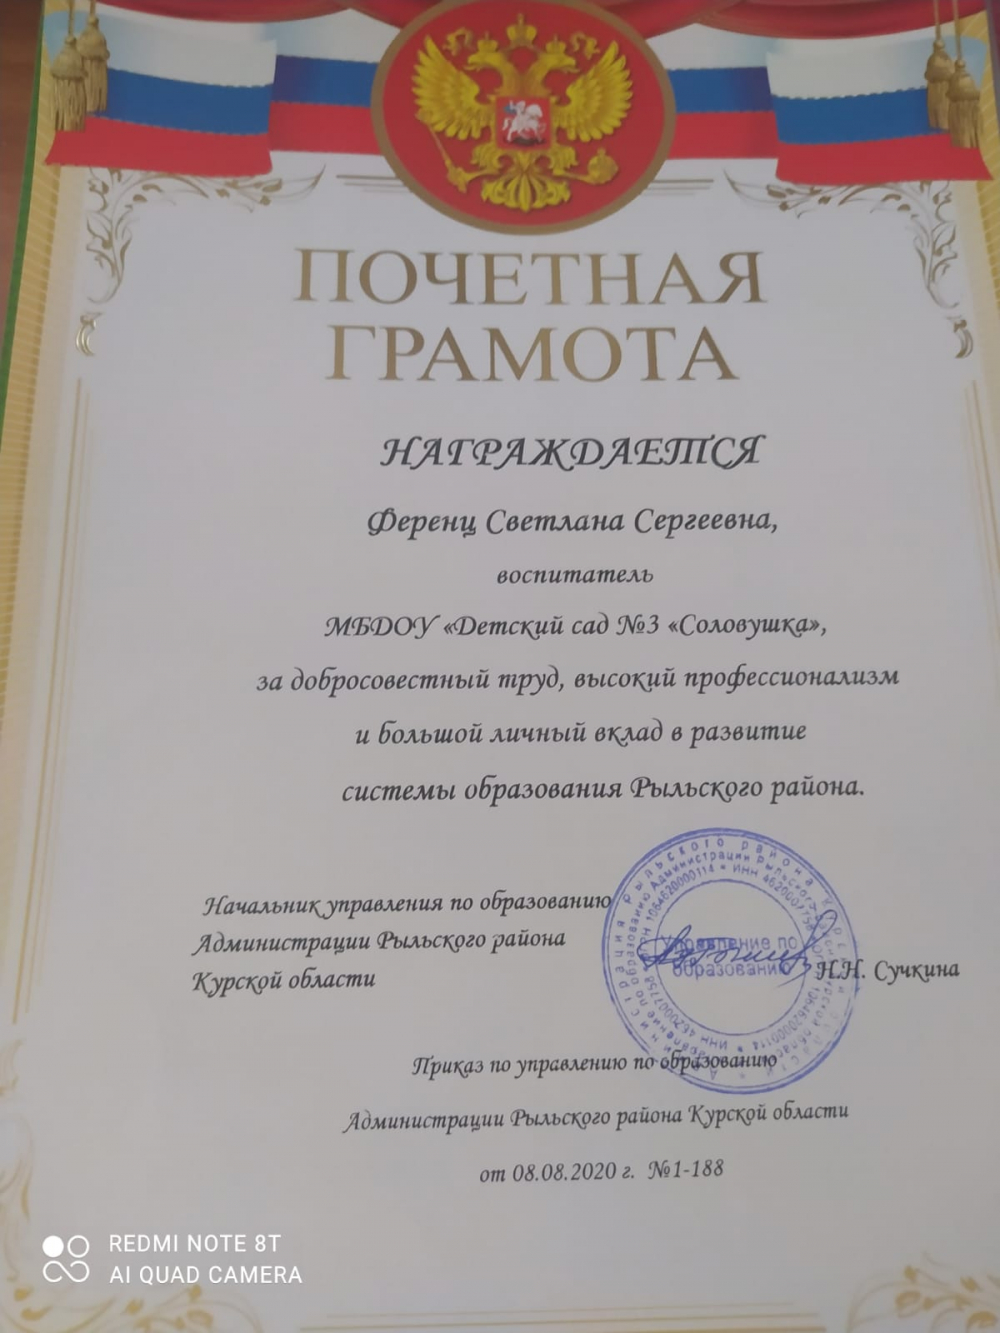 ПОЧЕТНАЯ
ГРАМОТА
НАГРАЖДАЕТСЯ
Ференц Светлана Сергеевна,
воспитатель
МБДОУ «Детский сад №3 «Соловушка»,
за добросовестный труд, высокий профессионализм
и большой личный вклад в развитие
системы образования Рыльского района.
Начальник управления по образованию
Администрации Рыльского района
Курской области
Н.Н. Сучкина
Управление по
образованию
Приказ по управлению по образованию
Администрации Рыльского района Курской области
от 08.08.2020 г. №1-188
REDMI NOTE 8T
AI QUAD CAMERA